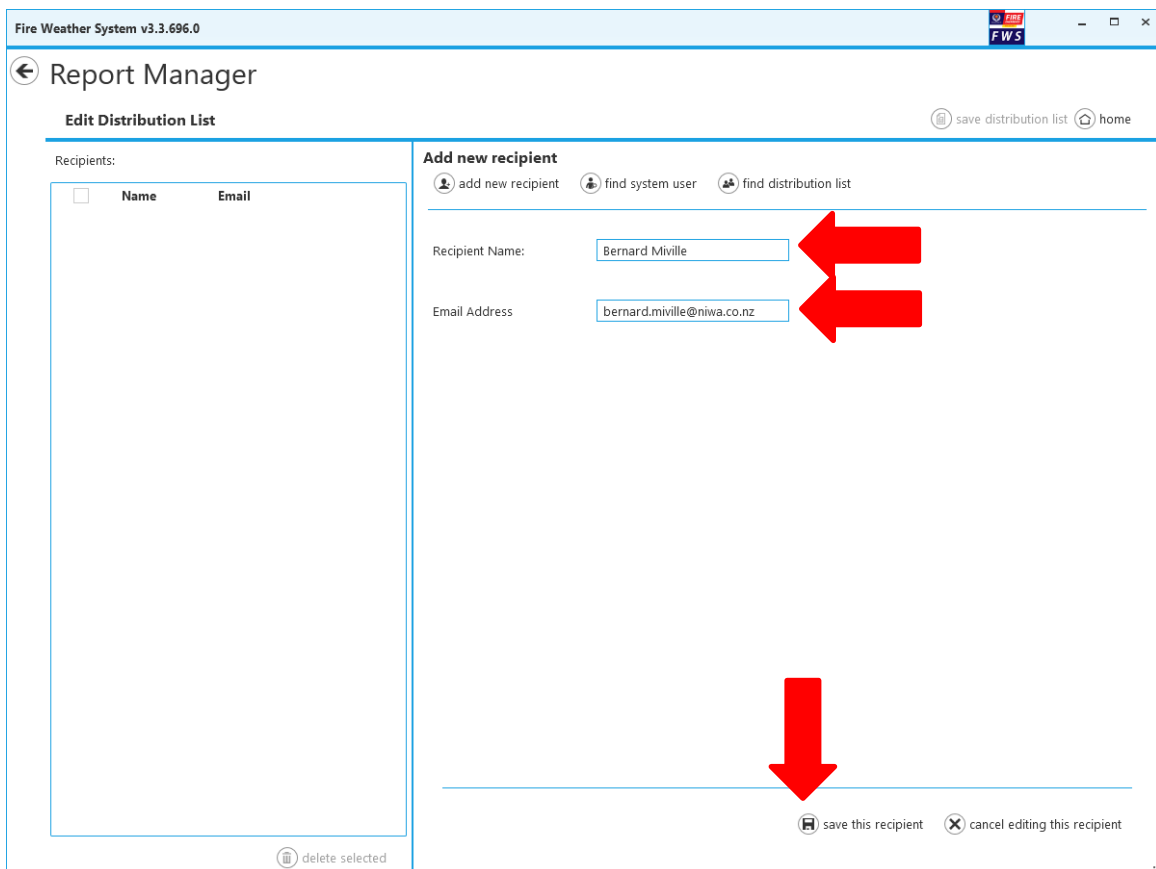 Fire Weather System v3.3.696.0
FIRE
FWS
Report Manager
Edit Distribution List
save distribution list home
Recipients:
Name Email
delete selected
Add new recipient
add new recipient find system user find distribution list
Recipient Name: Bernard Miville
Email Address bernard.miville@niwa.co.nz
save this recipient cancel editing this recipient